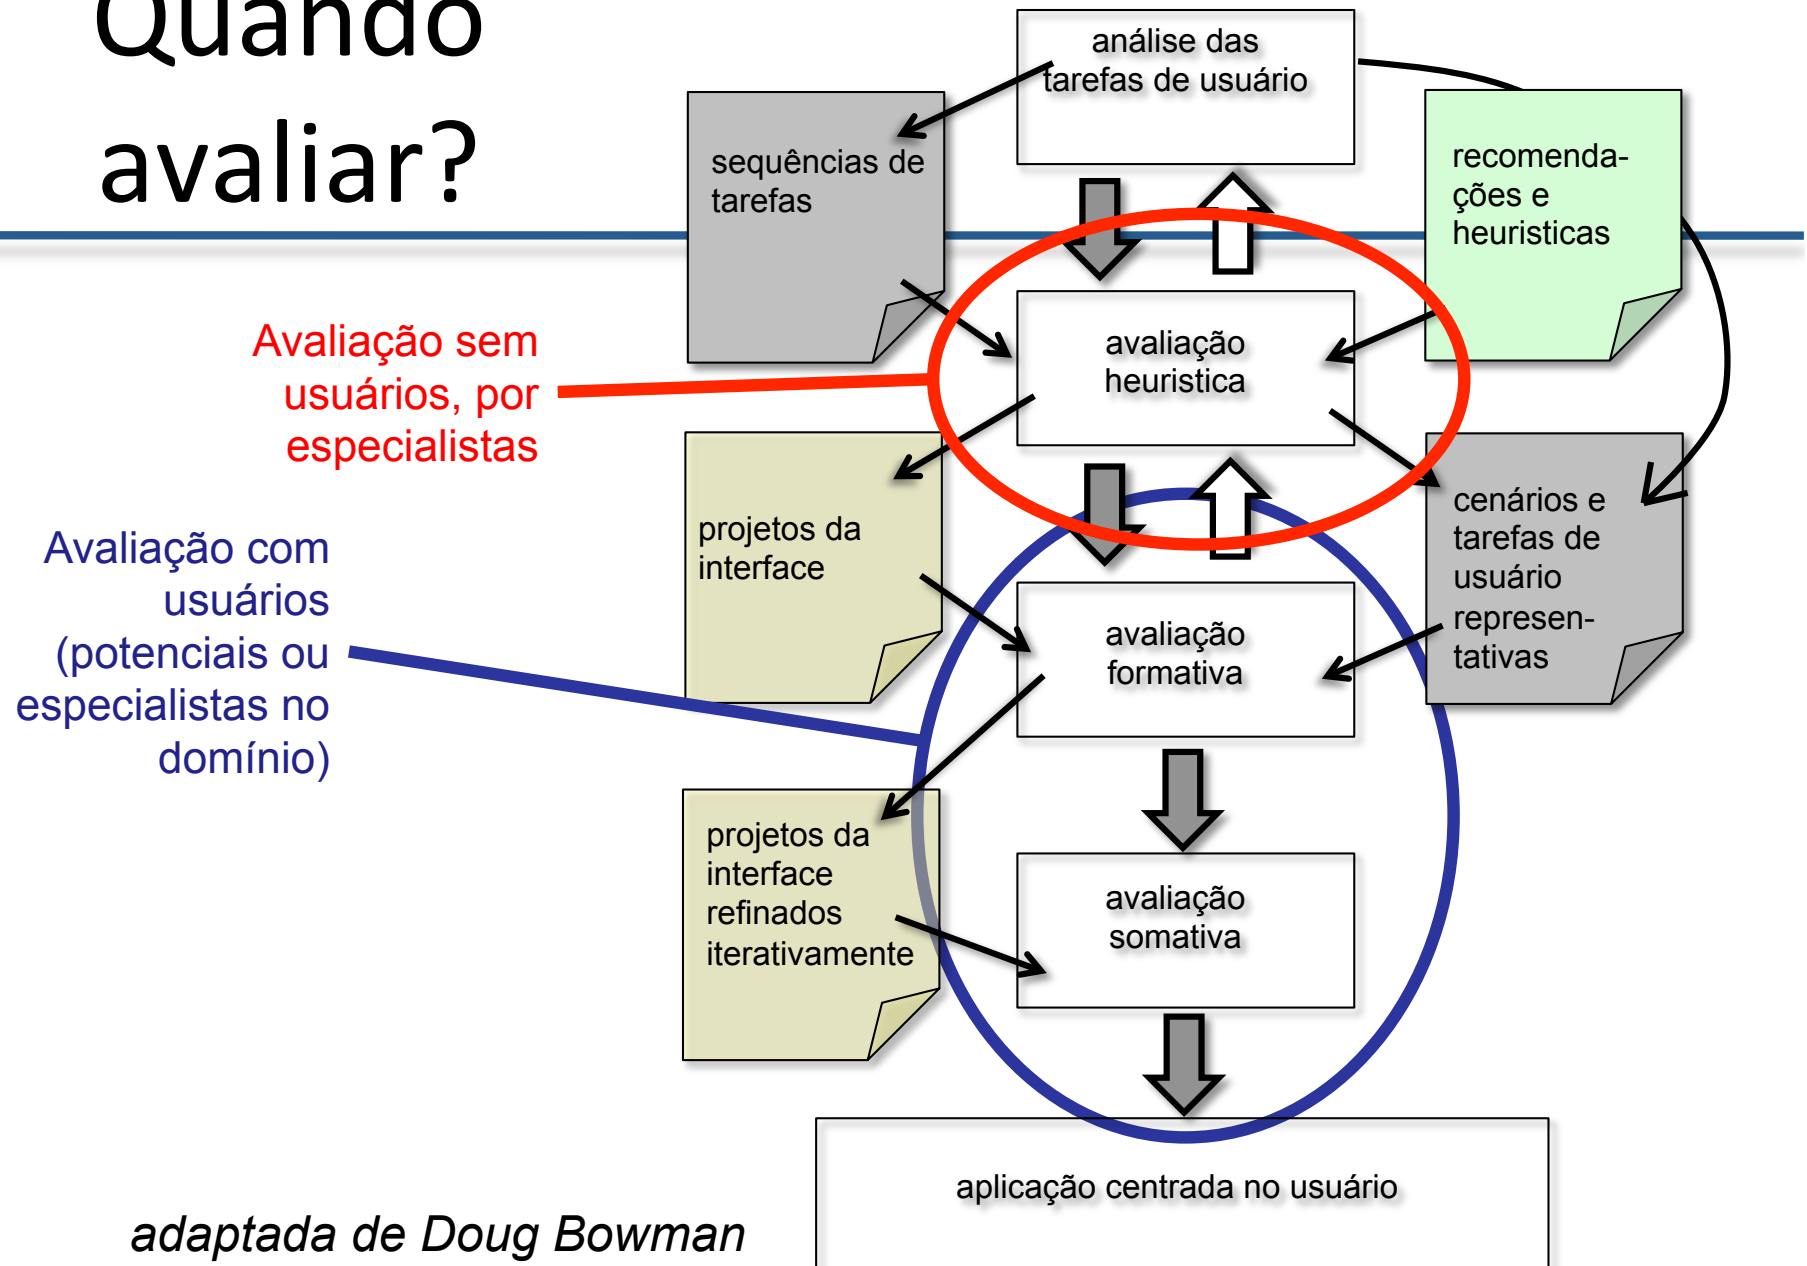 Quando
avaliar?
análise das
tarefas de usuário
sequências de
tarefas
recomenda-
ções e
heuristicas
Avaliação sem
usuários, por
especialistas
avaliação
heuristica
projetos da
interface
cenários e
tarefas de
usuário
represen-
tativas
Avaliação com
usuários
(potenciais ou
especialistas no
domínio)
avaliação
formativa
projetos da
interface
refinados
iterativamente
avaliação
somativa
aplicação centrada no usuário
adaptada de Doug Bowman